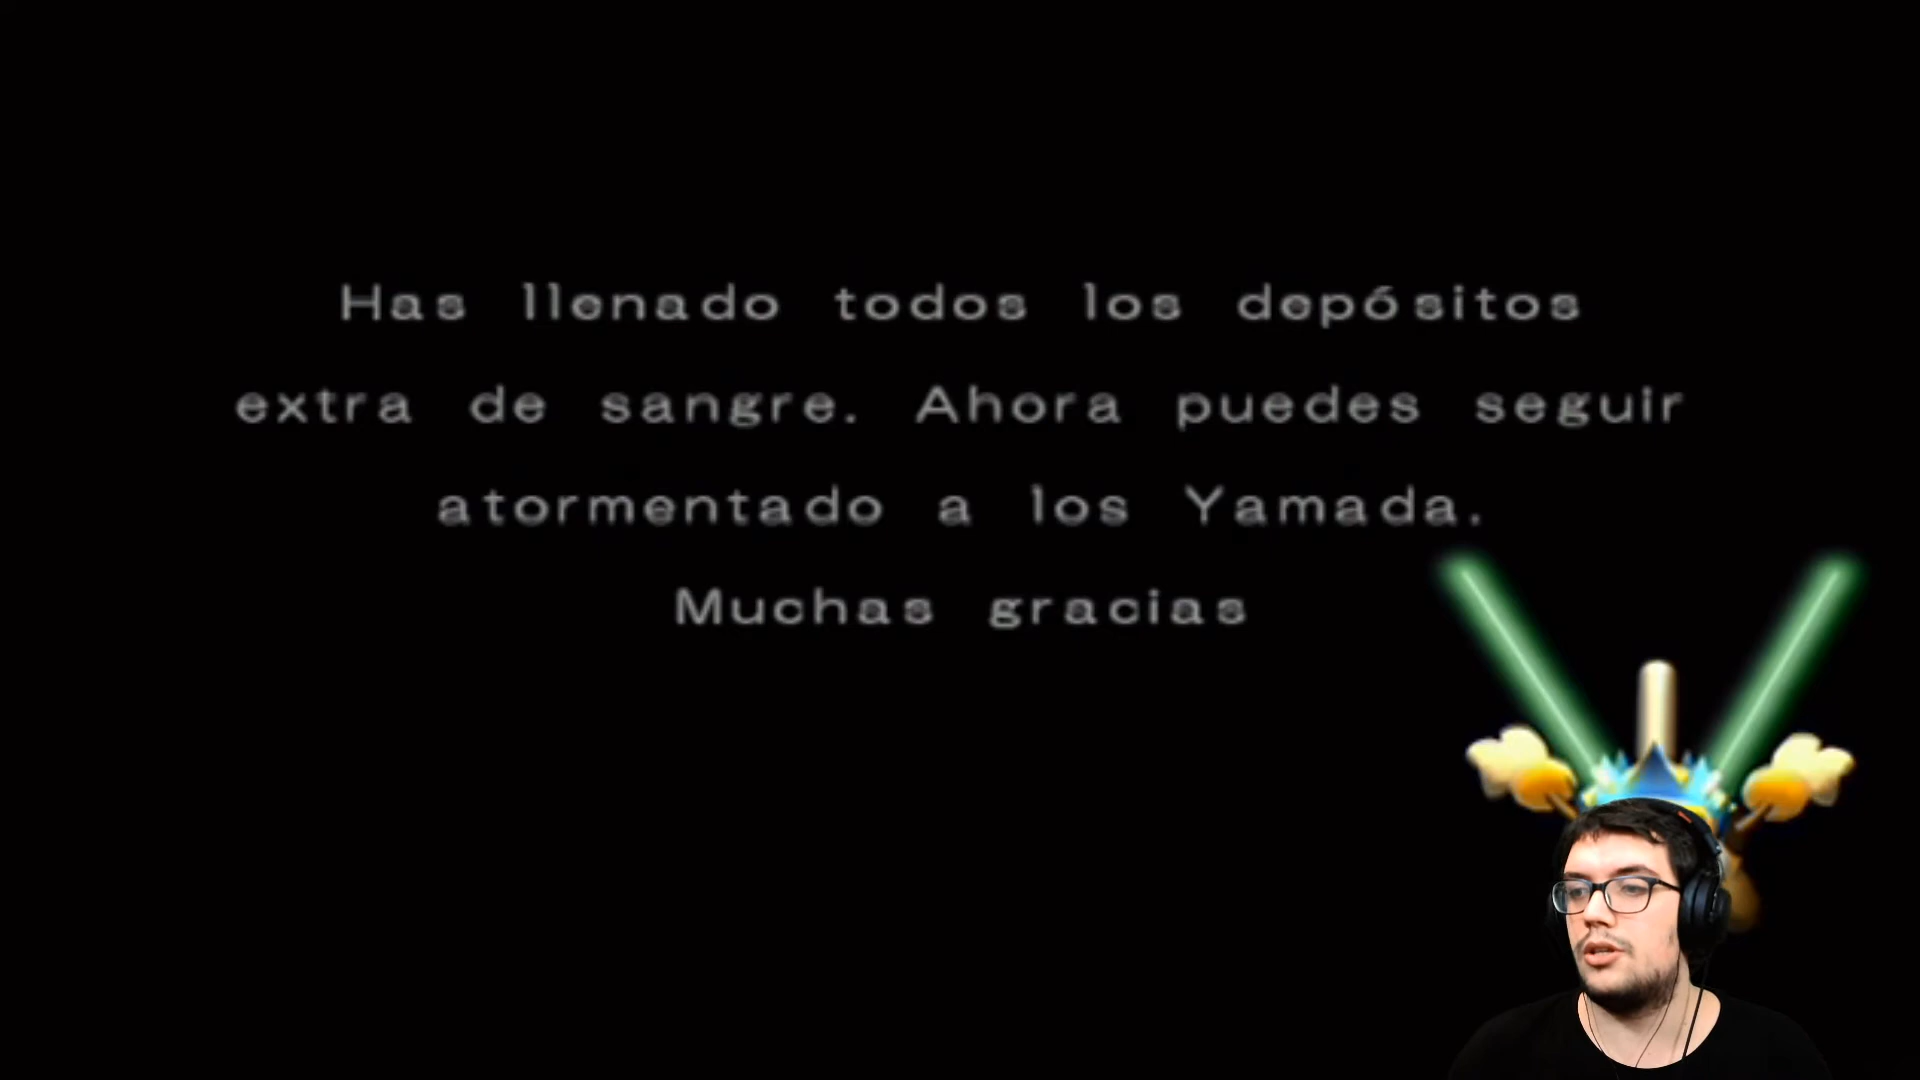 Has llenado todos los depósitos
extra de sangre. Ahora puedes seguir
atormentado a los Yamada.
Muchas gracias